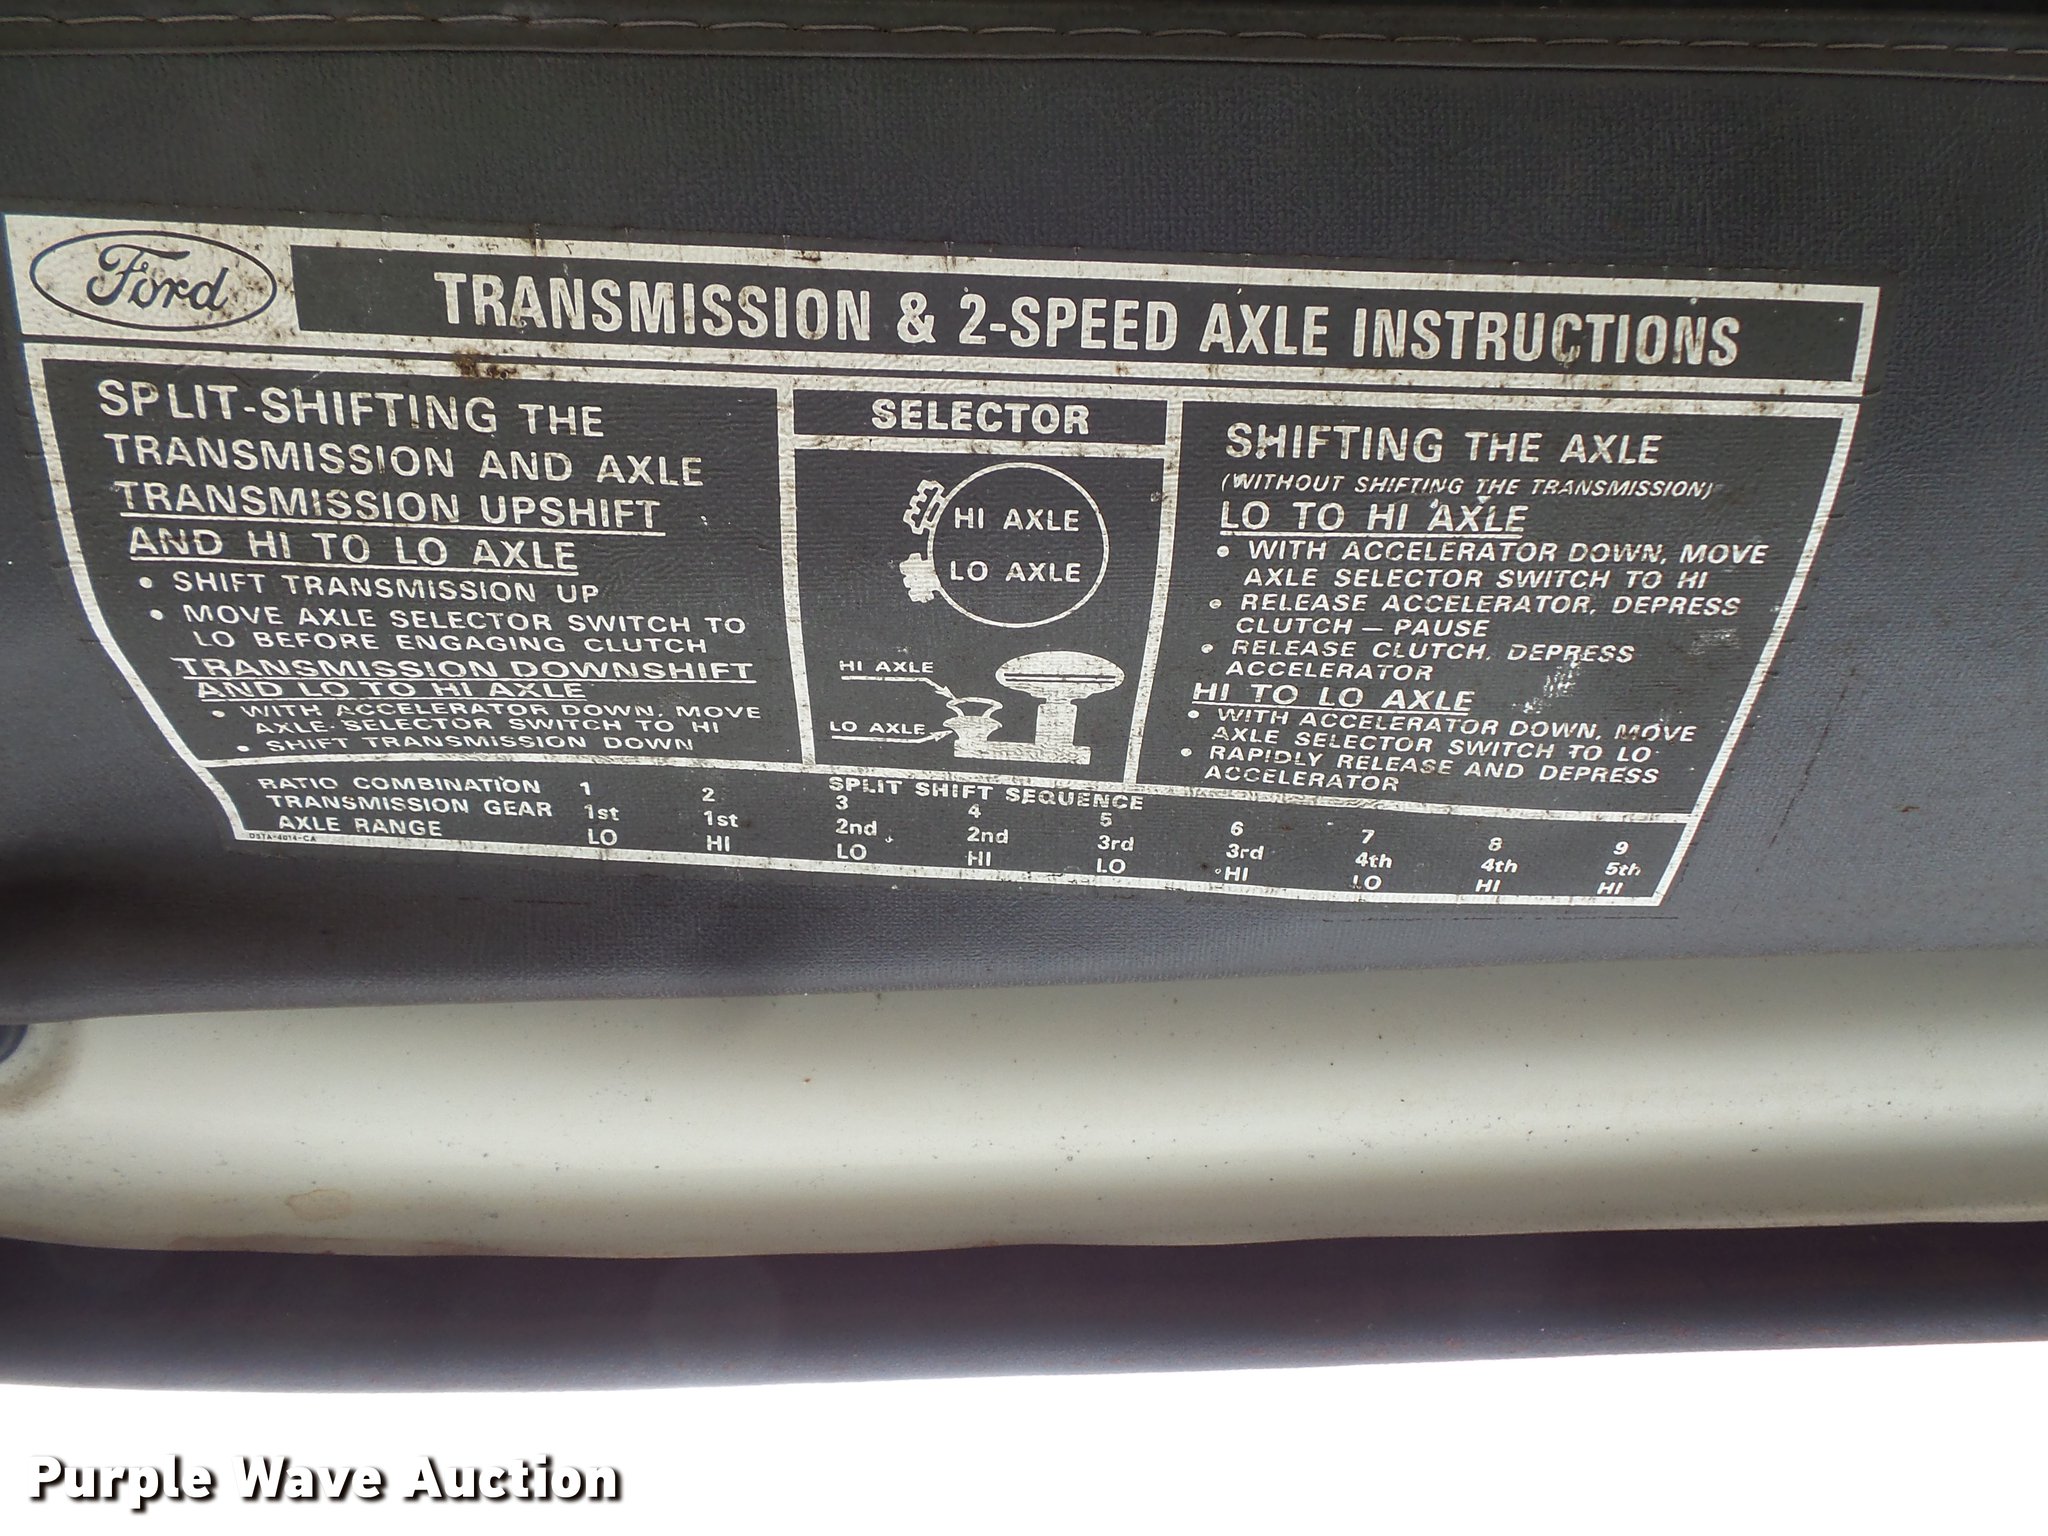 Ford
TRANSMISSION & 2-SPEED AXLE INSTRUCTIONS
SPLIT-SHIFTING THE
TRANSMISSION AND AXLE
TRANSMISSION UPSHIFT
AND HI TO LO AXLE
• SHIFT TRANSMISSION UP
• MOVE AXLE SELECTOR SWITCH TO
LO BEFORE ENGAGING CLUTCH
TRANSMISSION DOWNSHIFT
AND LO TO HI AXLE
• WITH ACCELERATOR DOWN, MOVE
AXLE SELECTOR SWITCH TO HI
• SHIFT TRANSMISSION DOWN
SELECTOR
HI AXLE
LO AXLE
HI AXLE
LO AXLE
SHIFTING THE AXLE
(WITHOUT SHIFTING THE TRANSMISSION)
LO TO HI AXLE
• WITH ACCELERATOR DOWN, MOVE
AXLE SELECTOR SWITCH TO HI
• RELEASE ACCELERATOR, DEPRESS
CLUTCH — PAUSE
• RELEASE CLUTCH, DEPRESS
ACCELERATOR
HI TO LO AXLE
• WITH ACCELERATOR DOWN, MOVE
AXLE SELECTOR SWITCH TO LO
• RAPIDLY RELEASE AND DEPRESS
ACCELERATOR
SPLIT SHIFT SEQUENCE
RATIO COMBINATION 1 2 3 4 5 6 7 8 9
TRANSMISSION GEAR 1st 1st 2nd 2nd 3rd 3rd 4th 4th 5th
AXLE RANGE LO HI LO HI LO HI LO HI HI
D57A-4014-CA
Purple Wave Auction